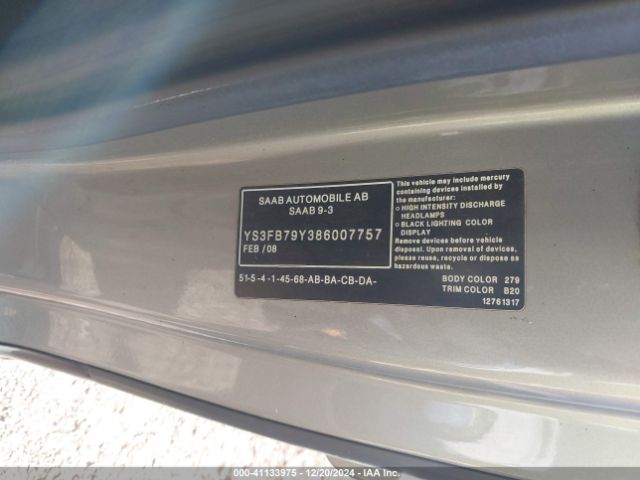 SAAB AUTOMOBILE AB
SAAB 9-3
YS3FB79Y386007757
FEB / 08
51-5-4 -1-45-68-AB-BA-CB-DA-
This vehicle may include mercury
containing devices installed by
the manufacturer:
○ HIGH INTENSITY DISCHARGE
HEADLAMPS
○ BLACK LIGHTING COLOR
DISPLAY
Remove devices before vehicle
disposal. Upon removal of devices,
please reuse, recycle or dispose as
hazardous waste.
BODY COLOR 279
TRIM COLOR B20
12761317
000-41133975 - 12/20/2024 - IAA Inc.